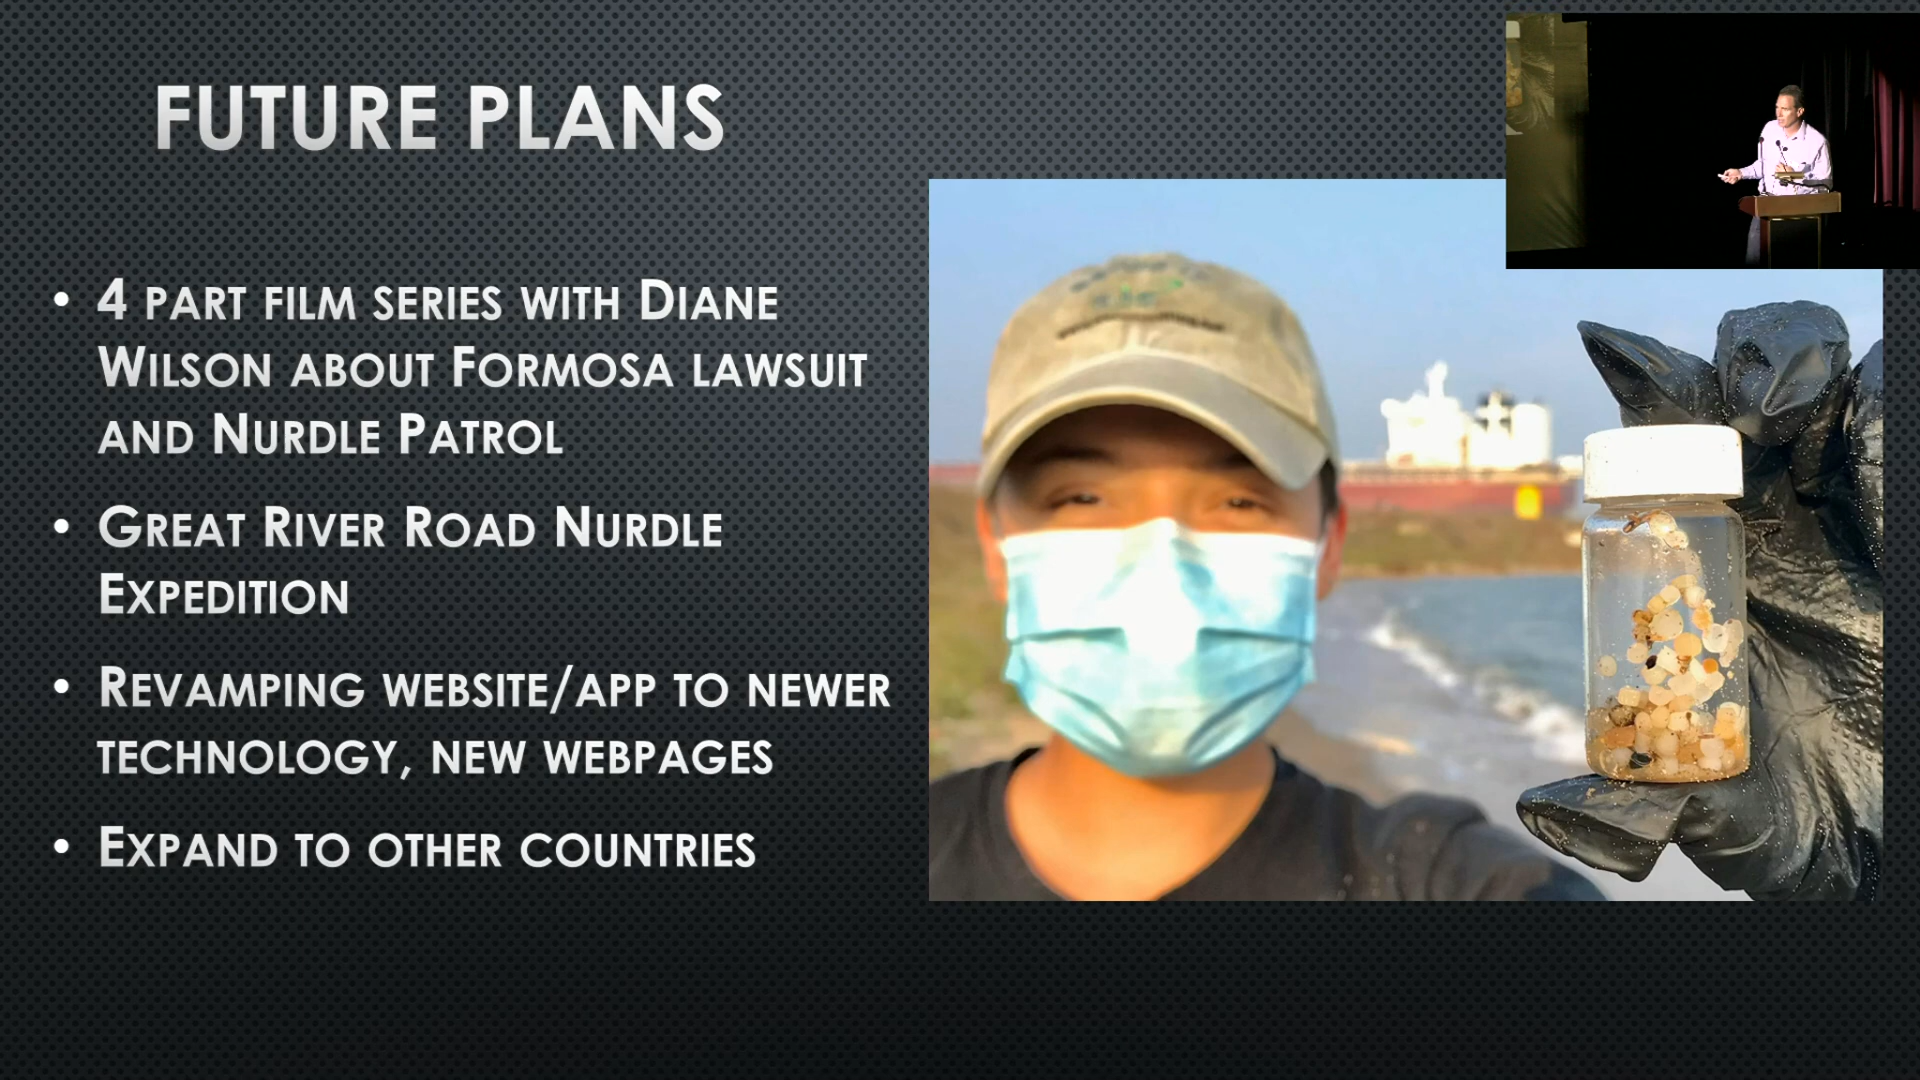 FUTURE PLANS
• 4 PART FILM SERIES WITH DIANE
WILSON ABOUT FORMOSA LAWSUIT
AND NURDLE PATROL
• GREAT RIVER ROAD NURDLE
EXPEDITION
• REVAMPING WEBSITE/APP TO NEWER
TECHNOLOGY, NEW WEBPAGES
• EXPAND TO OTHER COUNTRIES